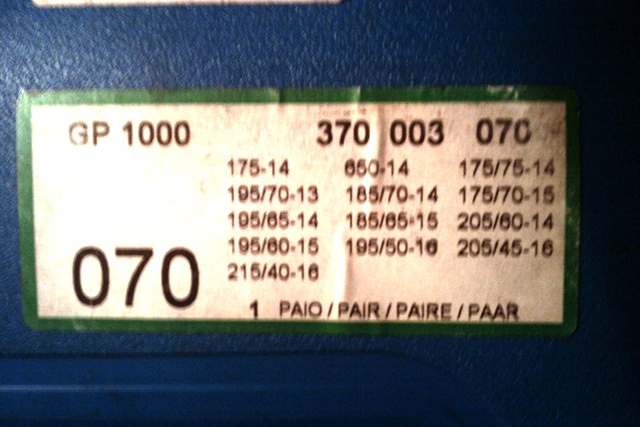 GP 1000 370 003 070
175-14 650-14 175/75-14
195/70-13 185/70-14 175/70-15
195/65-14 185/65-15 205/60-14
195/60-15 195/50-16 205/45-16
215/40-16
070
1 PAIO / PAIR / PAIRE / PAAR